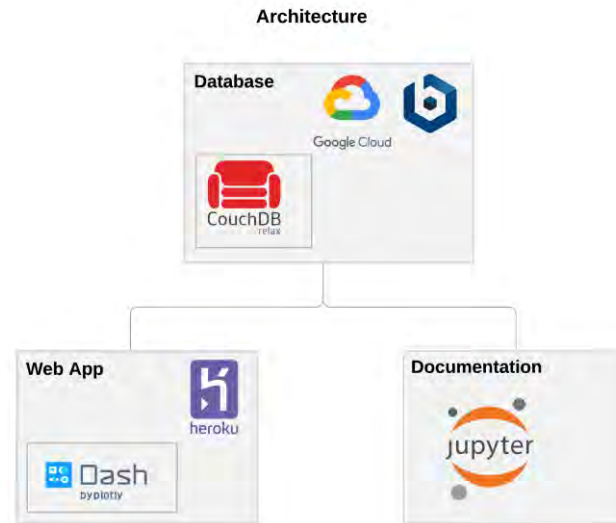 Architecture
Database
Google Cloud
CouchDB
relax
Web App
heroku
Dash
by plotly
Documentation
jupyter